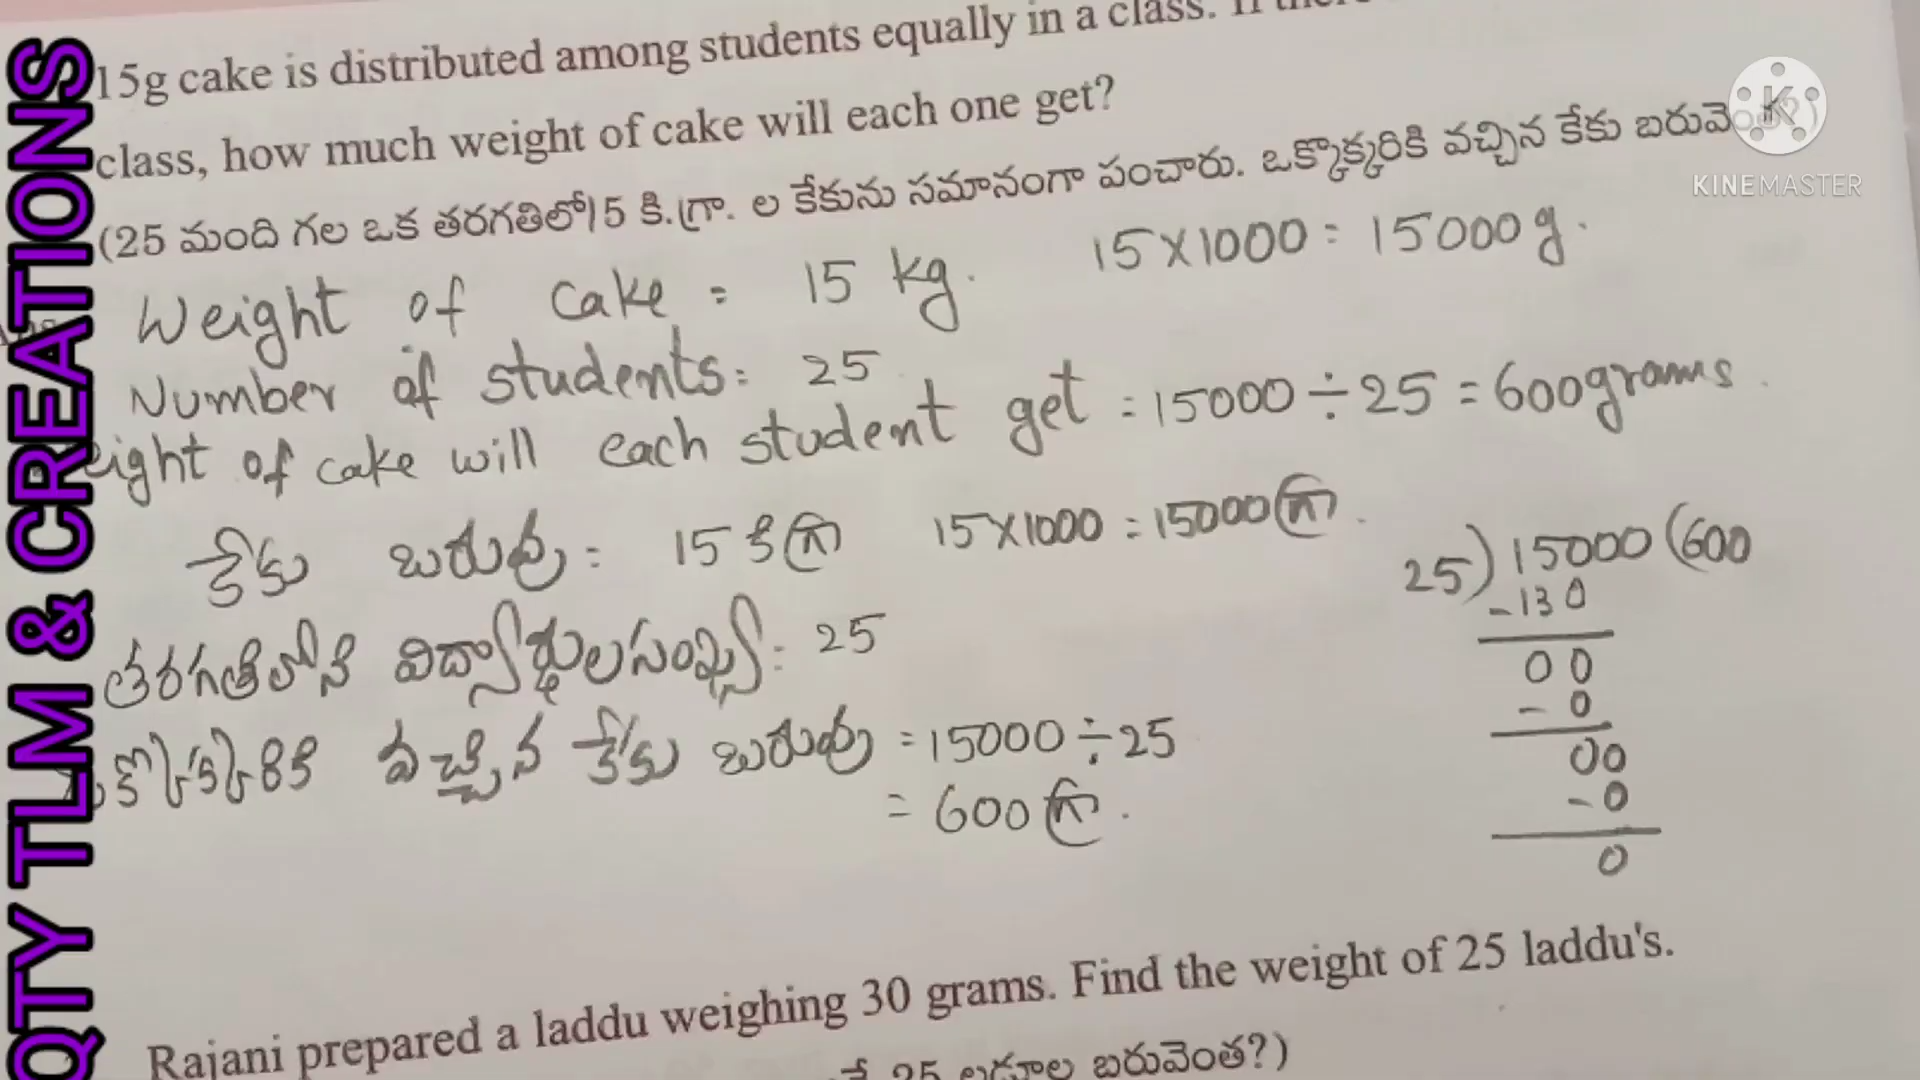 15g cake is distributed among students equally in a class. If there
class, how much weight of cake will each one get?
(25 మంది గల ఒక తరగతిలో15 కి.గ్రా. ల కేకును సమానంగా పంచారు. ఒక్కొక్కరికి వచ్చిన కేకు బరువెంత?)
Weight of cake = 15 kg. 15×1000 = 15000 g.
Number of students = 25
eight of cake will each student get = 15000 ÷ 25 = 600grams.
కేకు బరువు = 15 కిగ్రా 15×1000 = 15000గ్రా.
తరగతిలోని విద్యార్థుల సంఖ్య = 25
వచ్చిన కేకు బరువు = 15000 ÷ 25
= 600 గ్రా.
25) 15000 (600
-130
00
- 0
00
- 0
0
Rajani prepared a laddu weighing 30 grams. Find the weight of 25 laddu's.
25 లడ్డూల బరువెంత?)
QTY TLM & CREATIONS
K
KINEMASTER